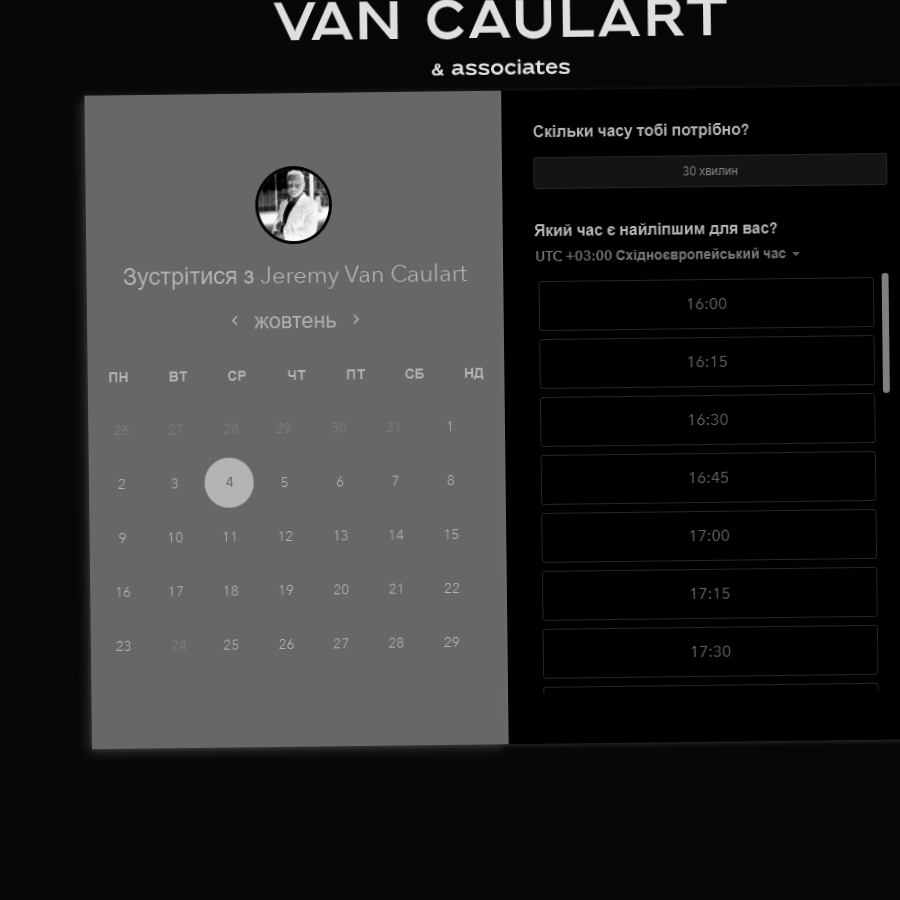 VAN CAULART
& associates
Зустрітися з Jeremy Van Caulart
жовтень
ПН ВТ СР ЧТ ПТ СБ НД
26 27 28 29 30 31 1
2 3 4 5 6 7 8
9 10 11 12 13 14 15
16 17 18 19 20 21 22
23 24 25 26 27 28 29
Скільки часу тобі потрібно?
30 хвилин
Який час є найліпшим для вас?
UTC +03:00 Східноєвропейський час
16:00
16:15
16:30
16:45
17:00
17:15
17:30